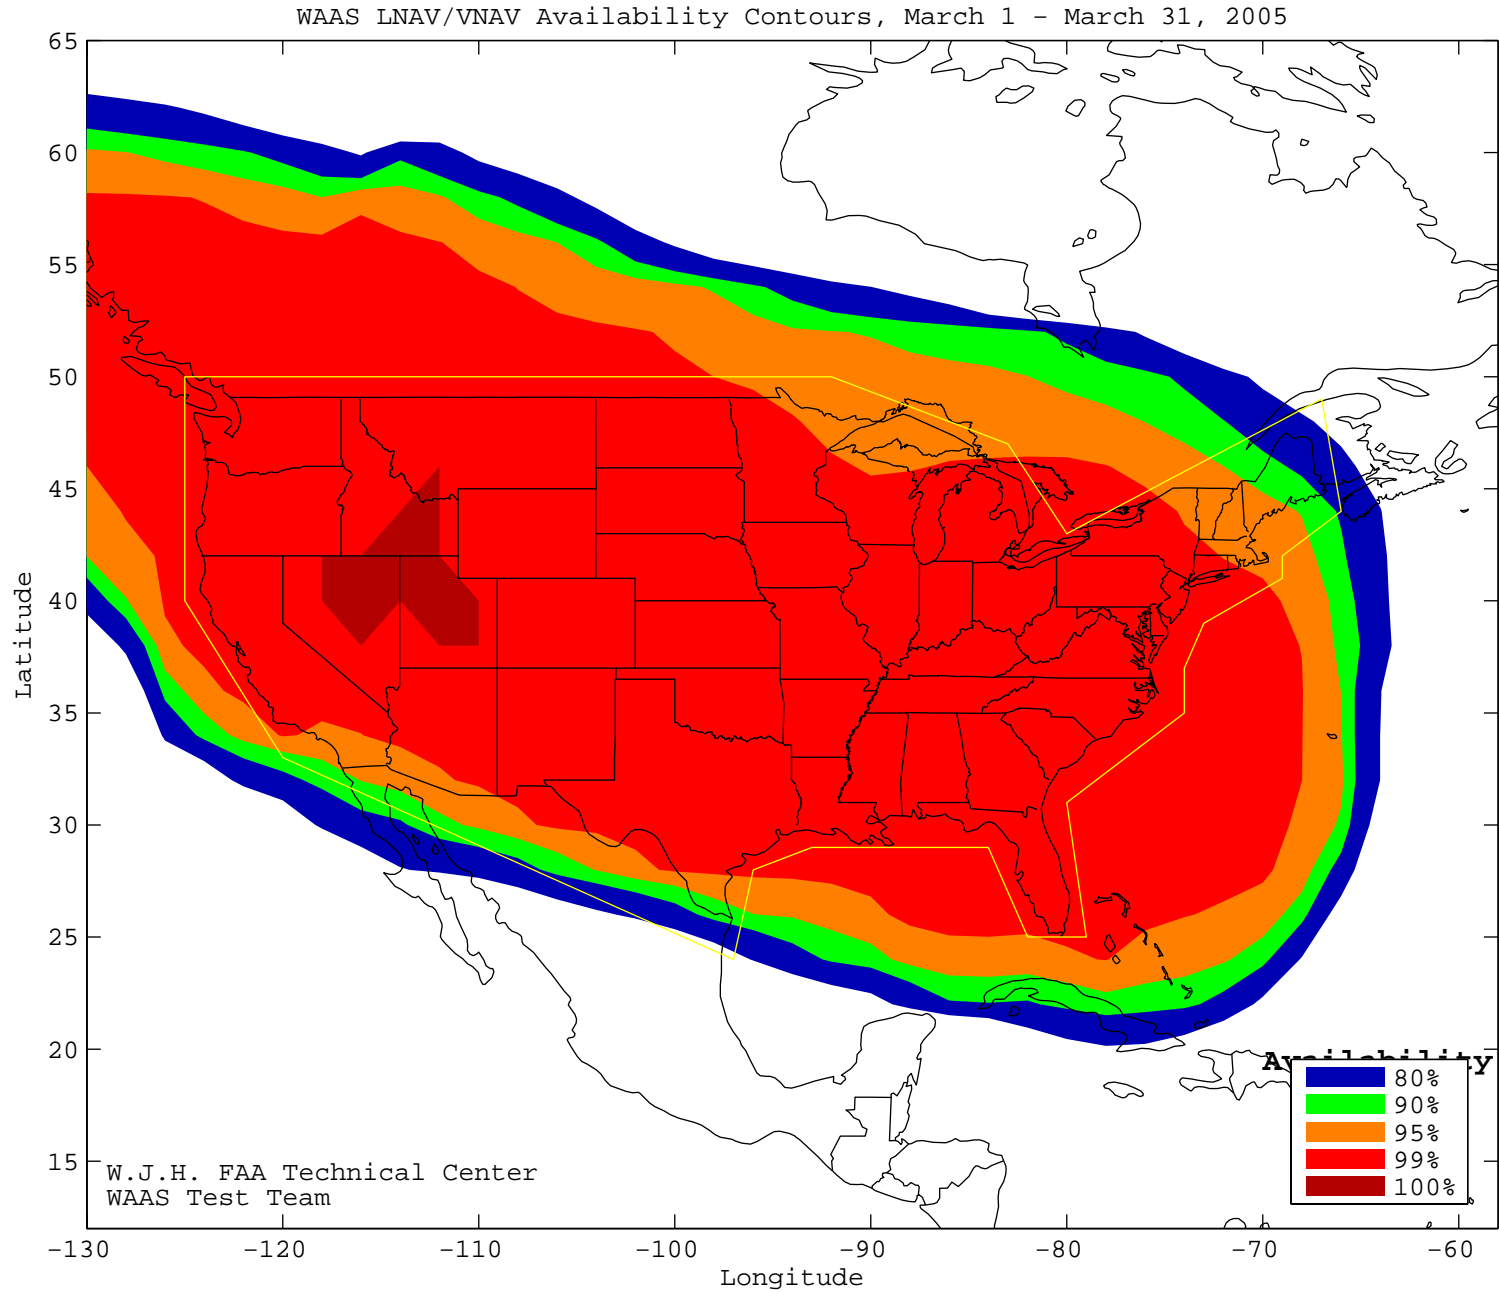 WAAS LNAV/VNAV Availability Contours, March 1 – March 31, 2005
65
60
55
50
45
40
35
30
25
20
15
Latitude
Availability
80%
90%
95%
99%
100%
W.J.H. FAA Technical Center
WAAS Test Team
−130 −120 −110 −100 −90 −80 −70 −60
Longitude